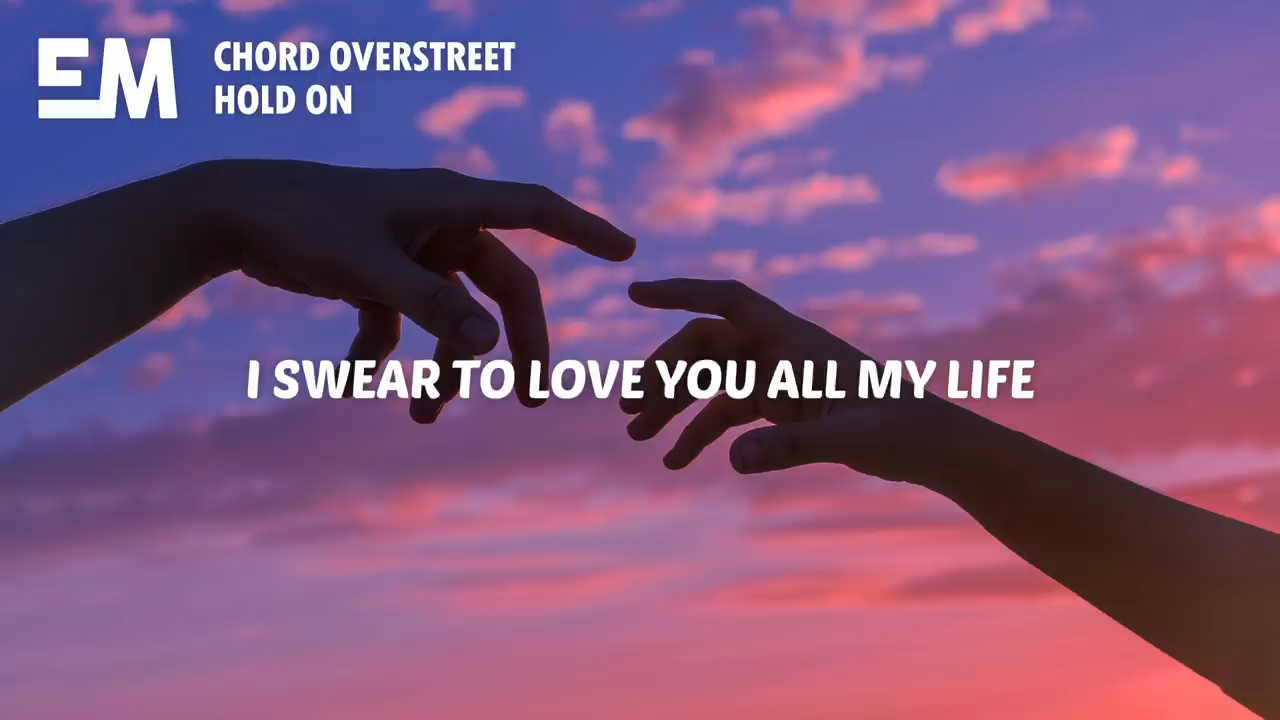 EM
CHORD OVERSTREET
HOLD ON
I SWEAR TO LOVE YOU ALL MY LIFE